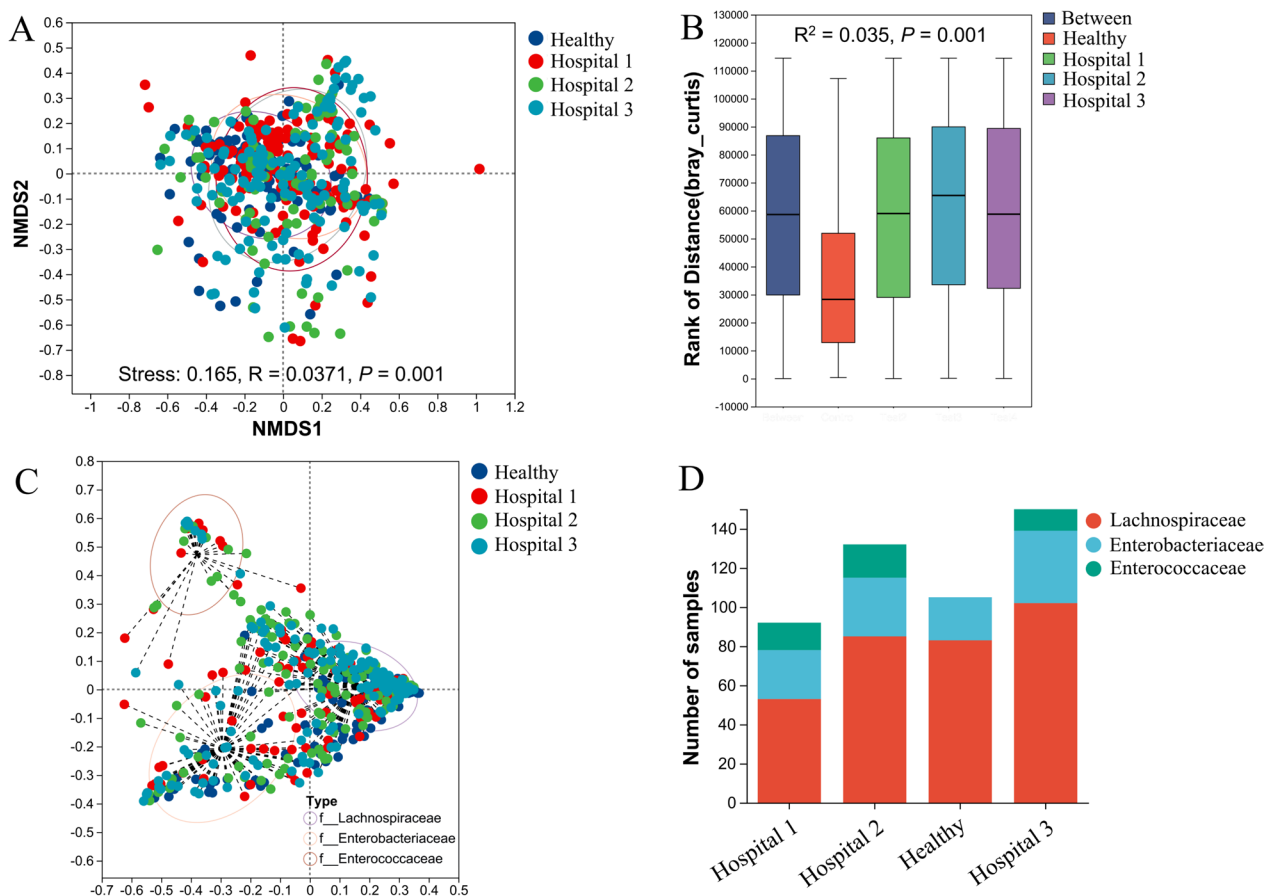 A
0.6
0.5
0.4
0.3
0.2
0.1
0
-0.1
-0.2
-0.3
-0.4
-0.5
-0.6
-0.7
-0.8
NMDS2
-1
-0.8
-0.6
-0.4
-0.2
0
0.2
0.4
0.6
0.8
1
1.2
NMDS1
Stress: 0.165, R = 0.0371, P = 0.001
Healthy
Hospital 1
Hospital 2
Hospital 3
B
130000
120000
110000
100000
90000
80000
70000
60000
50000
40000
30000
20000
10000
0
-10000
Rank of Distance(bray_curtis)
R² = 0.035, P = 0.001
Between
Healthy
Hospital 1
Hospital 2
Hospital 3
C
0.8
0.7
0.6
0.5
0.4
0.3
0.2
0.1
0
-0.1
-0.2
-0.3
-0.4
-0.5
-0.6
-0.7
-0.6
-0.5
-0.4
-0.3
-0.2
-0.1
0
0.1
0.2
0.3
0.4
0.5
Type
f__Lachnospiraceae
f__Enterobacteriaceae
f__Enterococcaceae
Healthy
Hospital 1
Hospital 2
Hospital 3
D
140
120
100
80
60
40
20
0
Number of samples
Hospital 1
Hospital 2
Healthy
Hospital 3
Lachnospiraceae
Enterobacteriaceae
Enterococcaceae